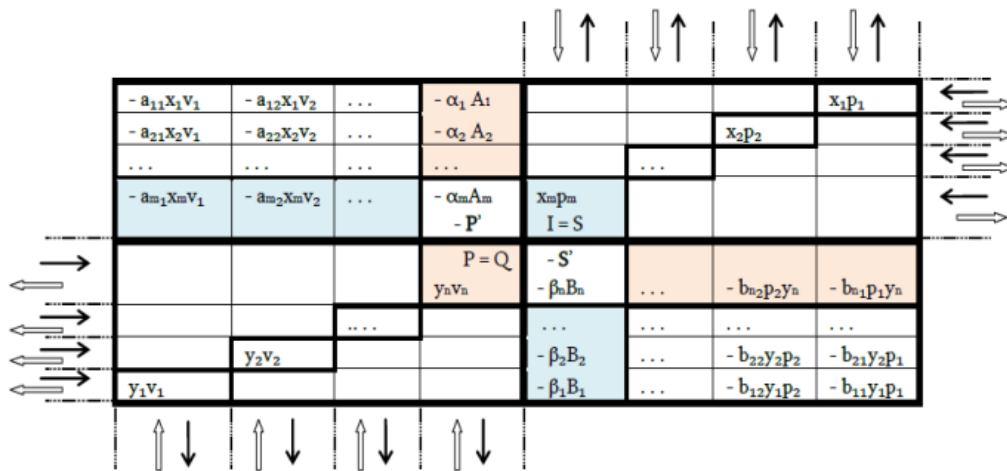 - a₁₁x₁v₁ - a₁₂x₁v₂ . . . - α₁ A₁ x₁p₁
- a₂₁x₂v₁ - a₂₂x₂v₂ . . . - α₂ A₂ x₂p₂
. . . . . . . . . . . .
- aₘ₁xₘv₁ - aₘ₂xₘv₂ . . . - αₘAₘ xₘpₘ
- P' I = S
P = Q - S'
yₙvₙ - βₙBₙ . . . - bₙ₂p₂yₙ - bₙ₁p₁yₙ
.. . . . . . . . . . . . . . .
y₂v₂ - β₂B₂ . . . - b₂₂y₂p₂ - b₂₁y₂p₁
y₁v₁ - β₁B₁ . . . - b₁₂y₁p₂ - b₁₁y₁p₁